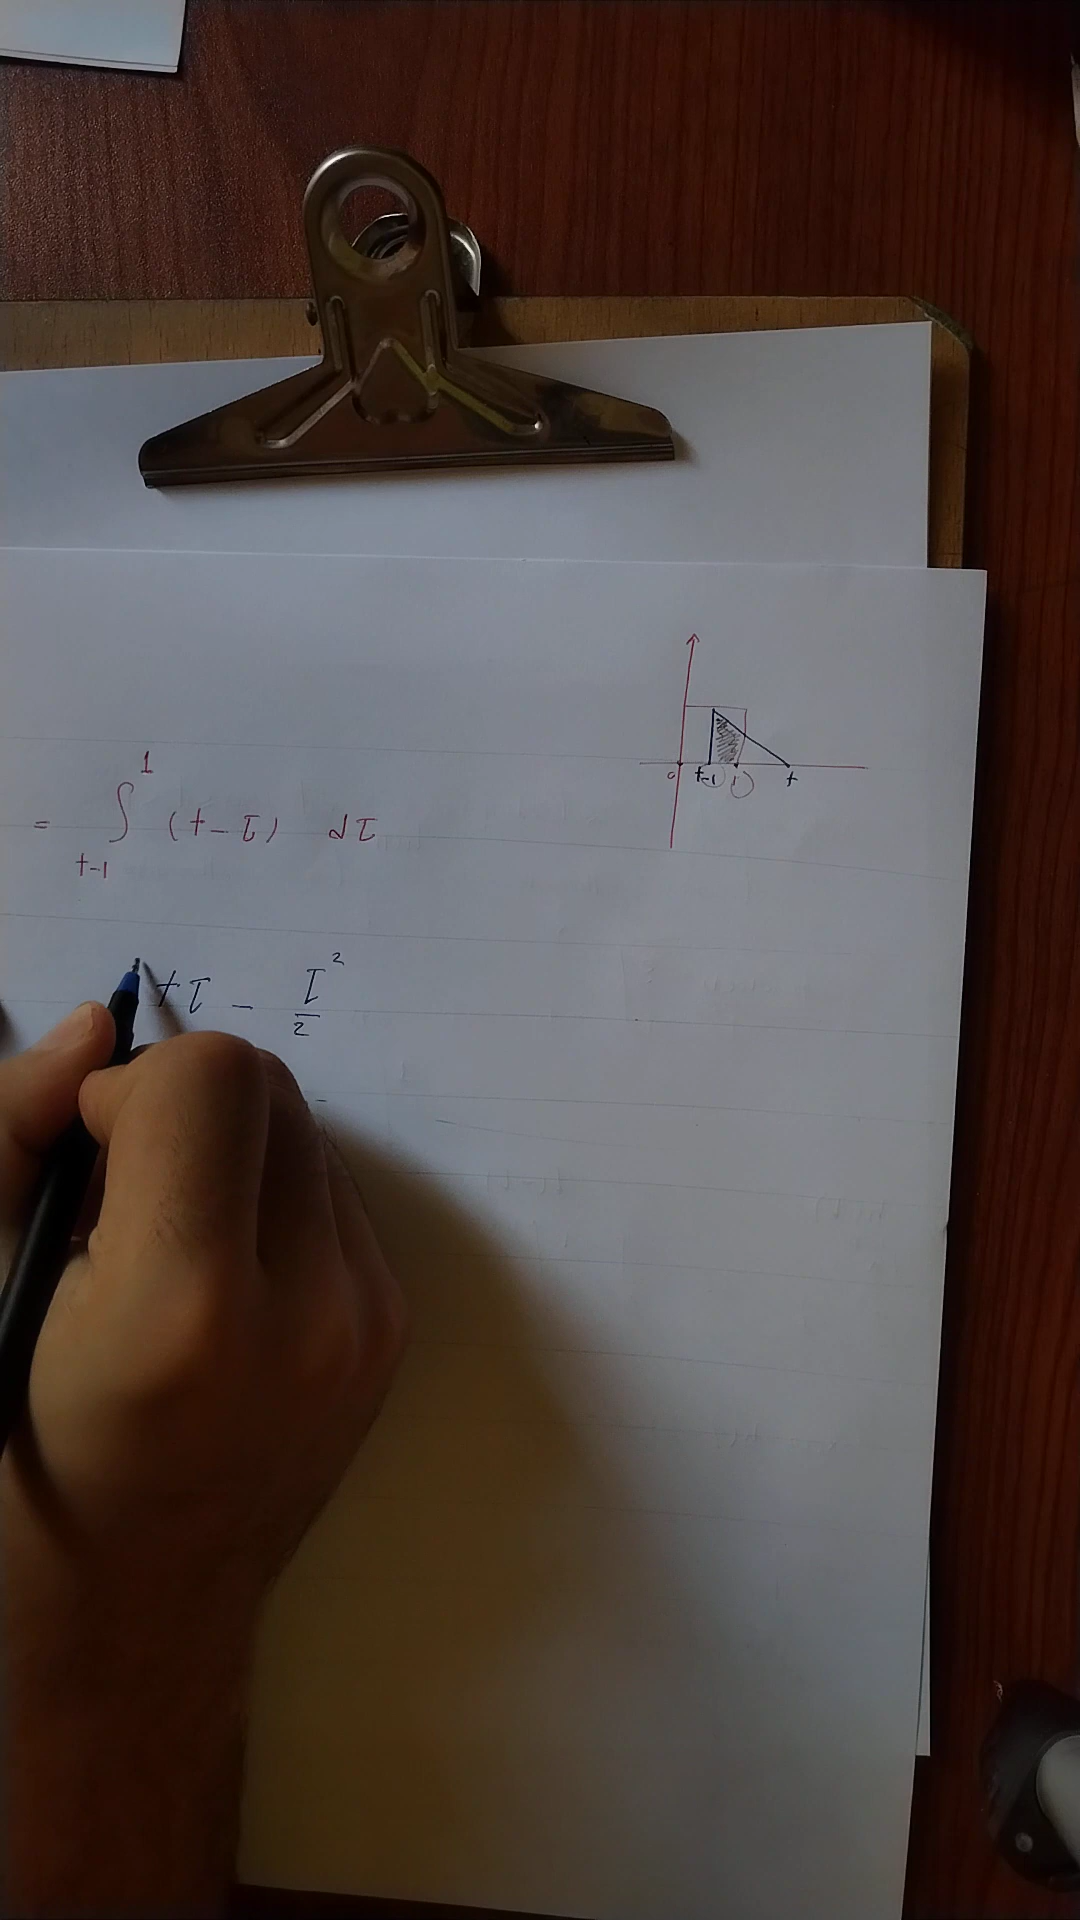 0 t-1 1 t
= ∫_{t-1}^{1} (t-τ) dτ
tτ - τ²/2